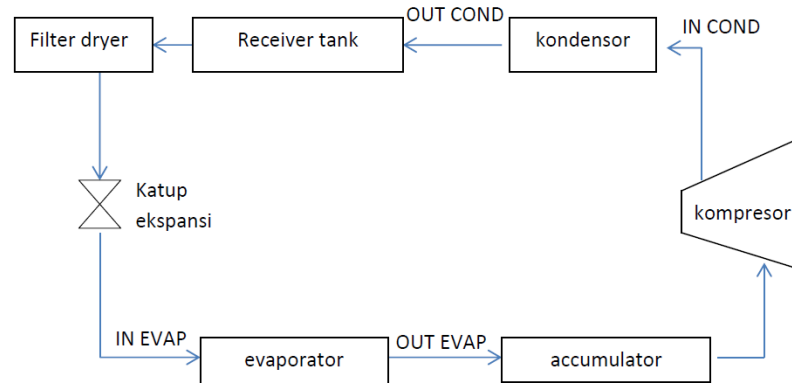 OUT COND
IN COND
Filter dryer
Receiver tank
kondensor
Katup
ekspansi
kompresor
IN EVAP
OUT EVAP
evaporator
accumulator